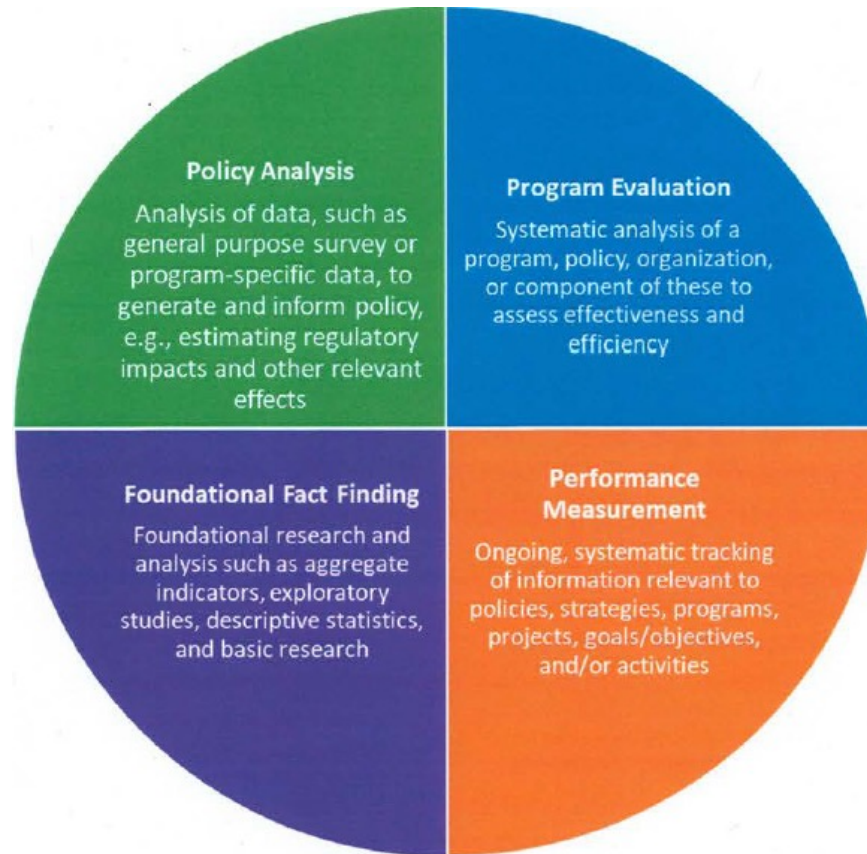 Policy Analysis
Analysis of data, such as
general purpose survey or
program-specific data, to
generate and inform policy,
e.g., estimating regulatory
impacts and other relevant
effects
Program Evaluation
Systematic analysis of a
program, policy, organization,
or component of these to
assess effectiveness and
efficiency
Foundational Fact Finding
Foundational research and
analysis such as aggregate
indicators, exploratory
studies, descriptive statistics,
and basic research
Performance
Measurement
Ongoing, systematic tracking
of information relevant to
policies, strategies, programs,
projects, goals/objectives,
and/or activities